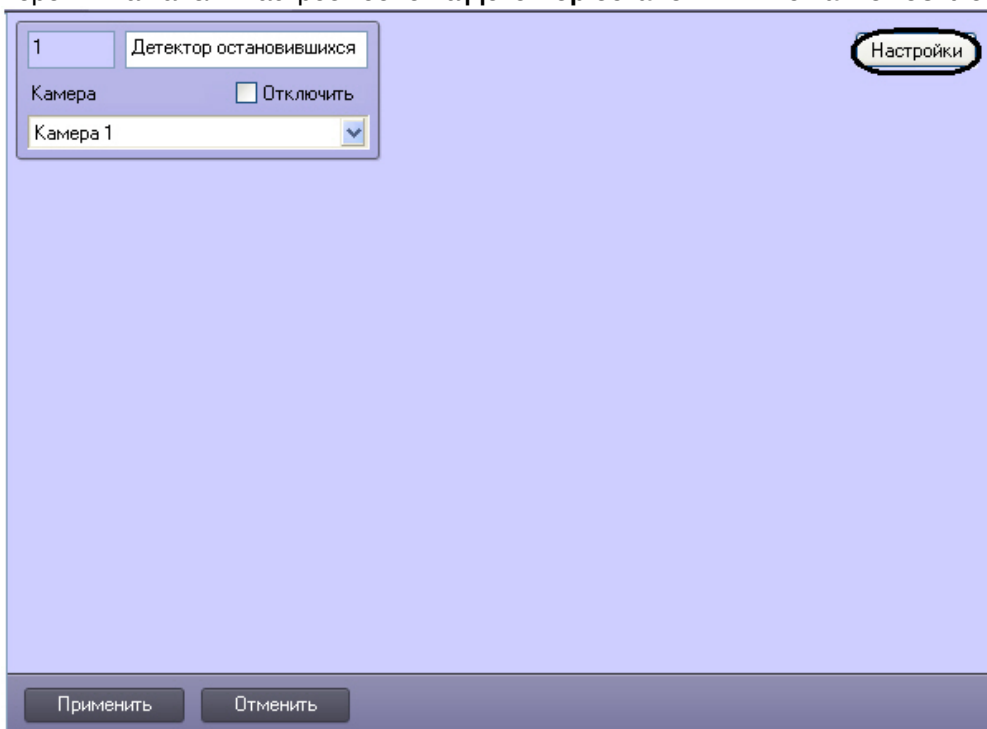 1 Детектор остановившихся
Настройки
Камера Отключить
Камера 1
Применить Отменить